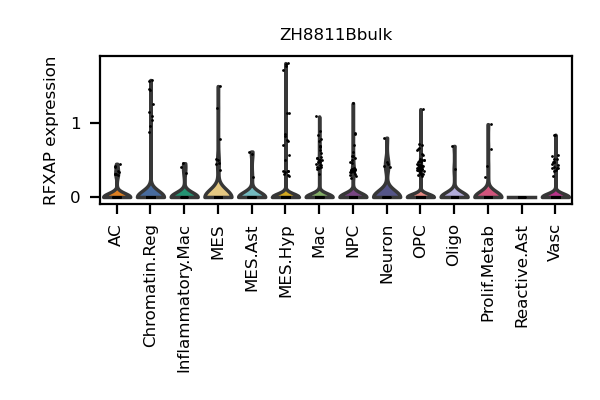 ZH8811Bbulk
RFXAP expression
1
0
AC
Chromatin.Reg
Inflammatory.Mac
MES
MES.Ast
MES.Hyp
Mac
NPC
Neuron
OPC
Oligo
Prolif.Metab
Reactive.Ast
Vasc